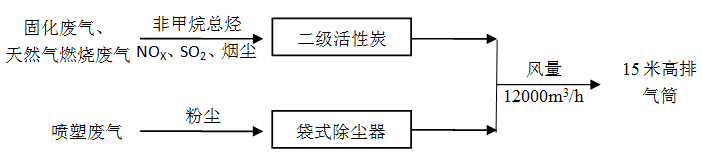 固化废气、
天然气燃烧废气
非甲烷总烃
NOX、SO2、烟尘
二级活性炭
风量
12000m3/h
15 米高排
气筒
喷塑废气
粉尘
袋式除尘器